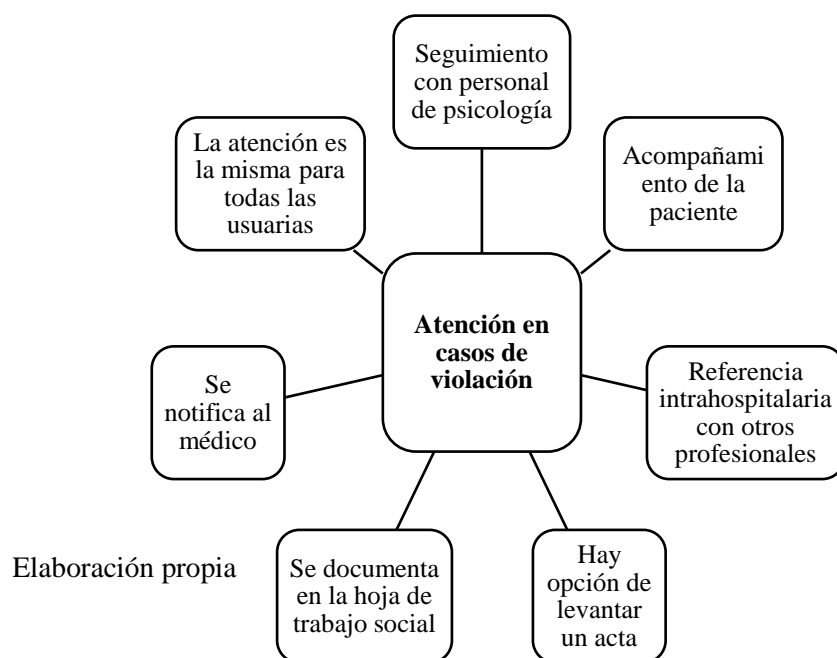 Seguimiento
con personal
de psicología
La atención es
la misma para
todas las
usuarias
Acompañami
ento de la
paciente
Atención en
casos de
violación
Se
notifica al
médico
Referencia
intrahospitalaria
con otros
profesionales
Elaboración propia
Se documenta
en la hoja de
trabajo social
Hay
opción de
levantar
un acta